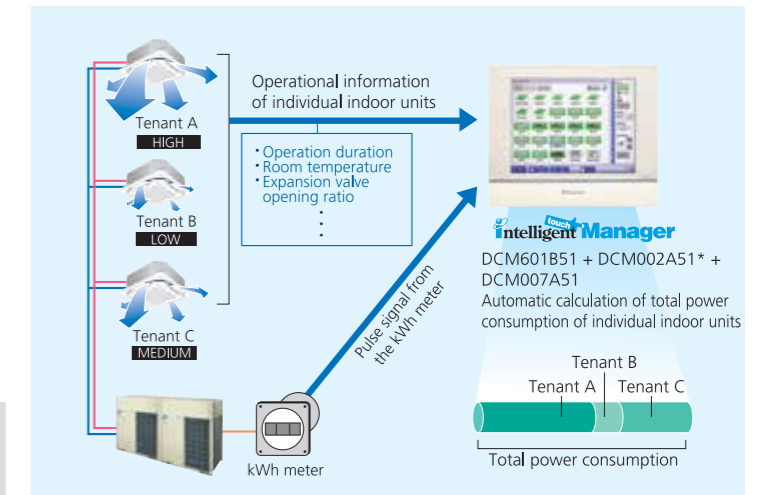 Tenant A
HIGH
Tenant B
LOW
Tenant C
MEDIUM
Operational information
of individual indoor units
・Operation duration
・Room temperature
・Expansion valve
opening ratio
Pulse signal from
the kWh meter
kWh meter
intelligent touch Manager
DCM601B51 + DCM002A51* +
DCM007A51
Automatic calculation of total power
consumption of individual indoor units
Tenant B
Tenant A
Tenant C
Total power consumption